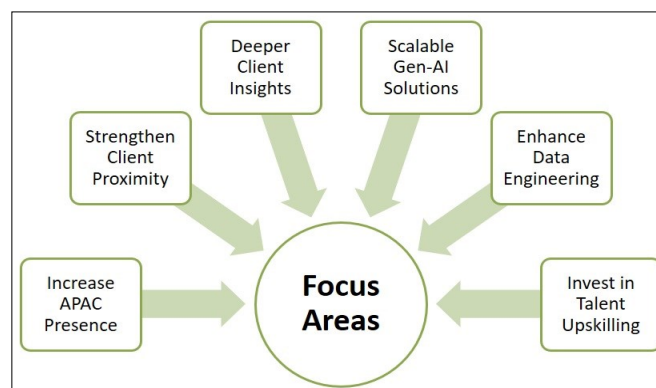 Deeper
Client
Insights
Scalable
Gen-AI
Solutions
Strengthen
Client
Proximity
Enhance
Data
Engineering
Increase
APAC
Presence
Focus
Areas
Invest in
Talent
Upskilling